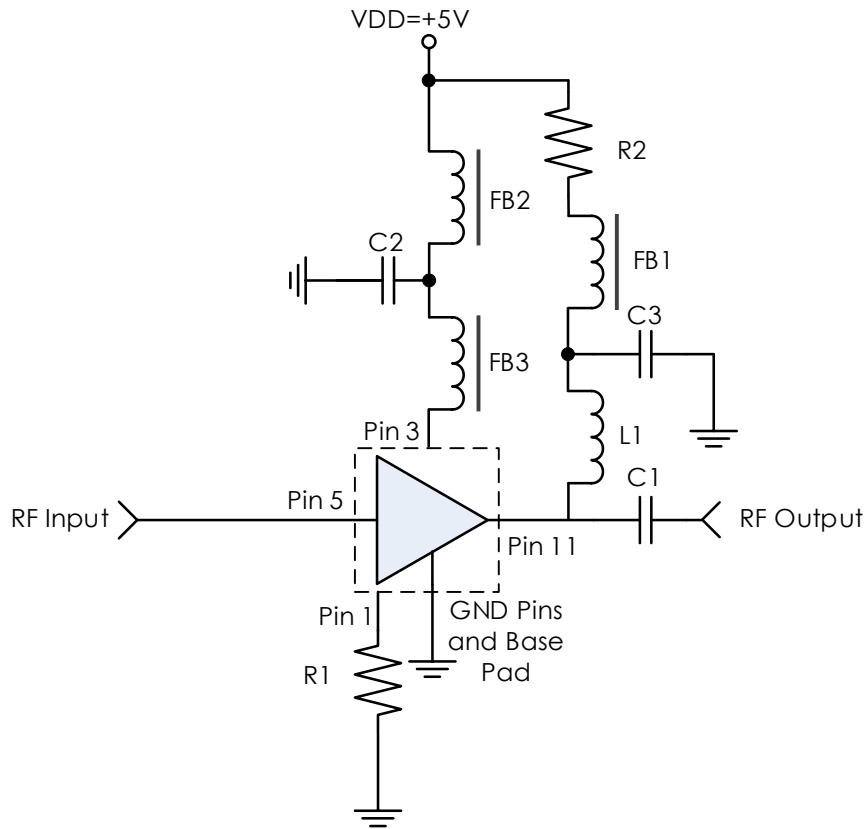 VDD=+5V
R2
FB2
C2
FB1
C3
FB3
Pin 3
L1
C1
Pin 5
RF Input
RF Output
Pin 11
Pin 1
GND Pins
and Base
Pad
R1